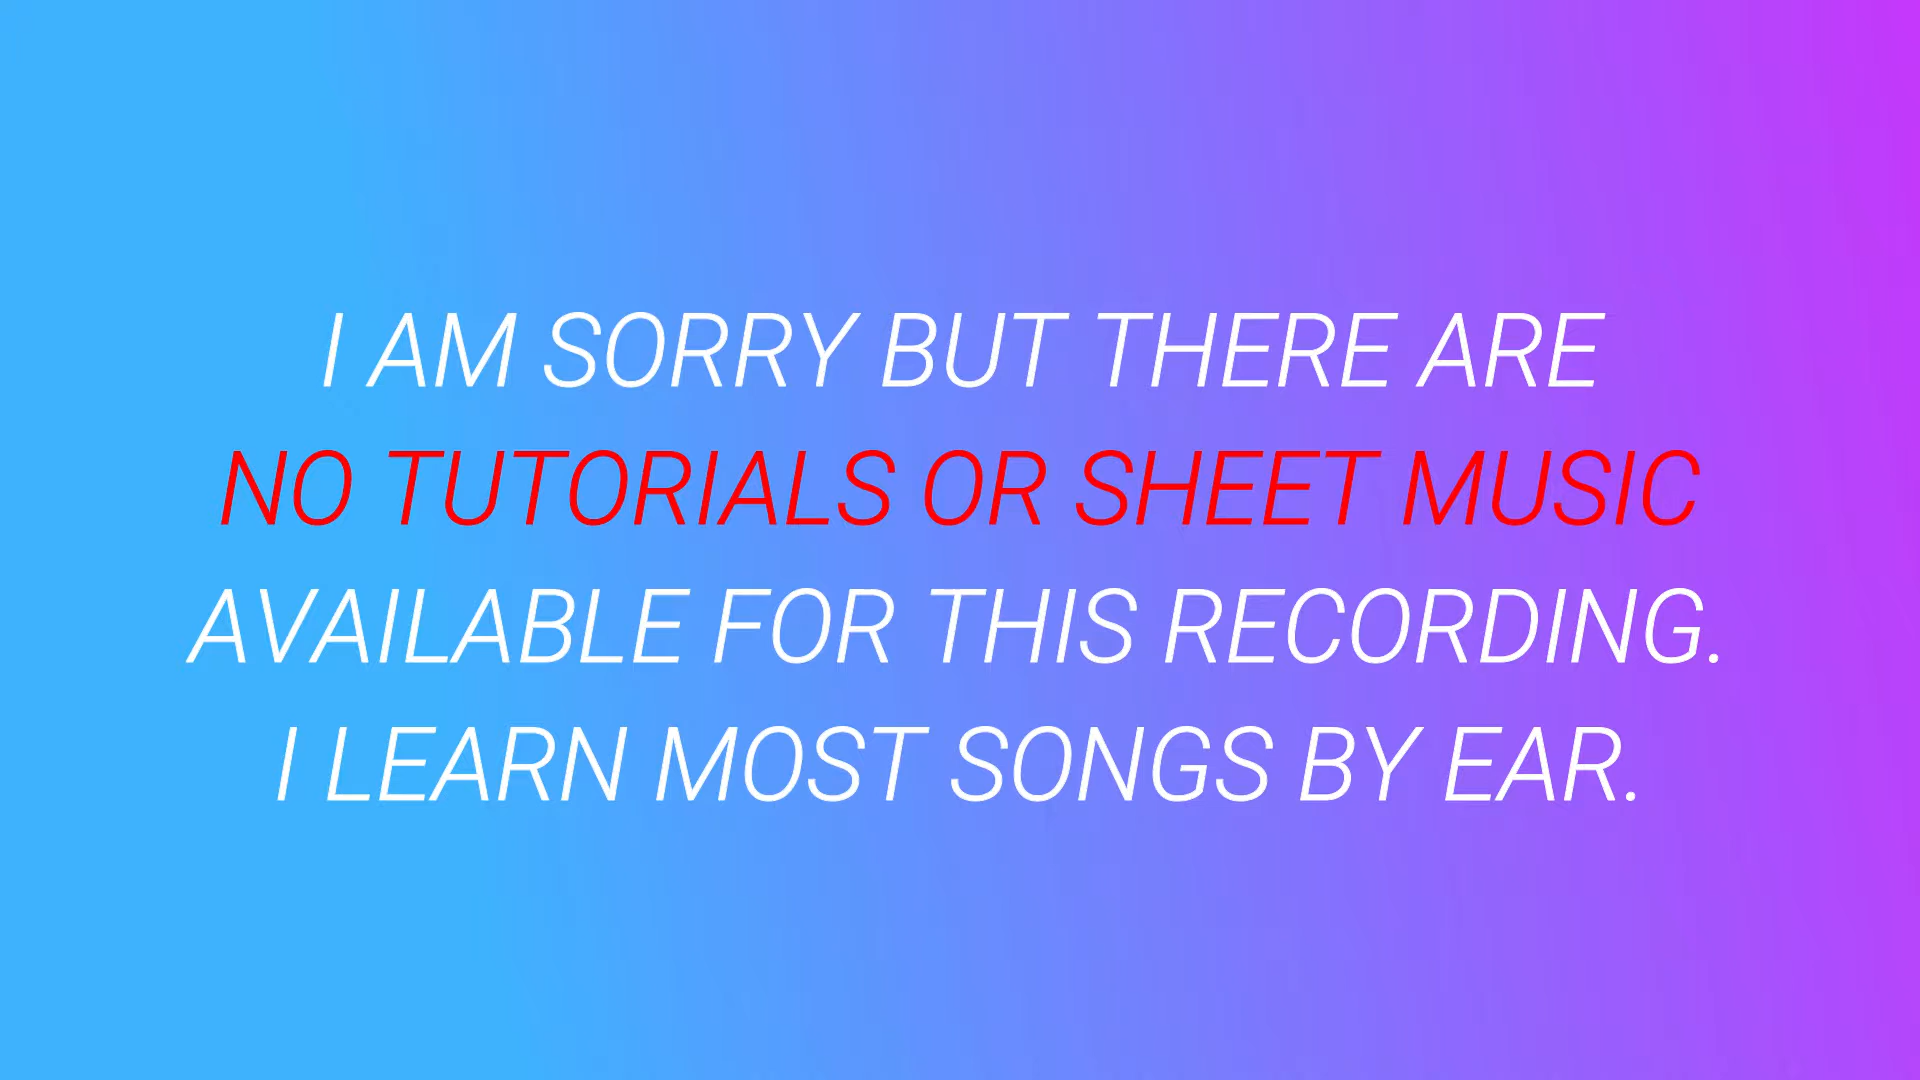 I AM SORRY BUT THERE ARE
NO TUTORIALS OR SHEET MUSIC
AVAILABLE FOR THIS RECORDING.
I LEARN MOST SONGS BY EAR.